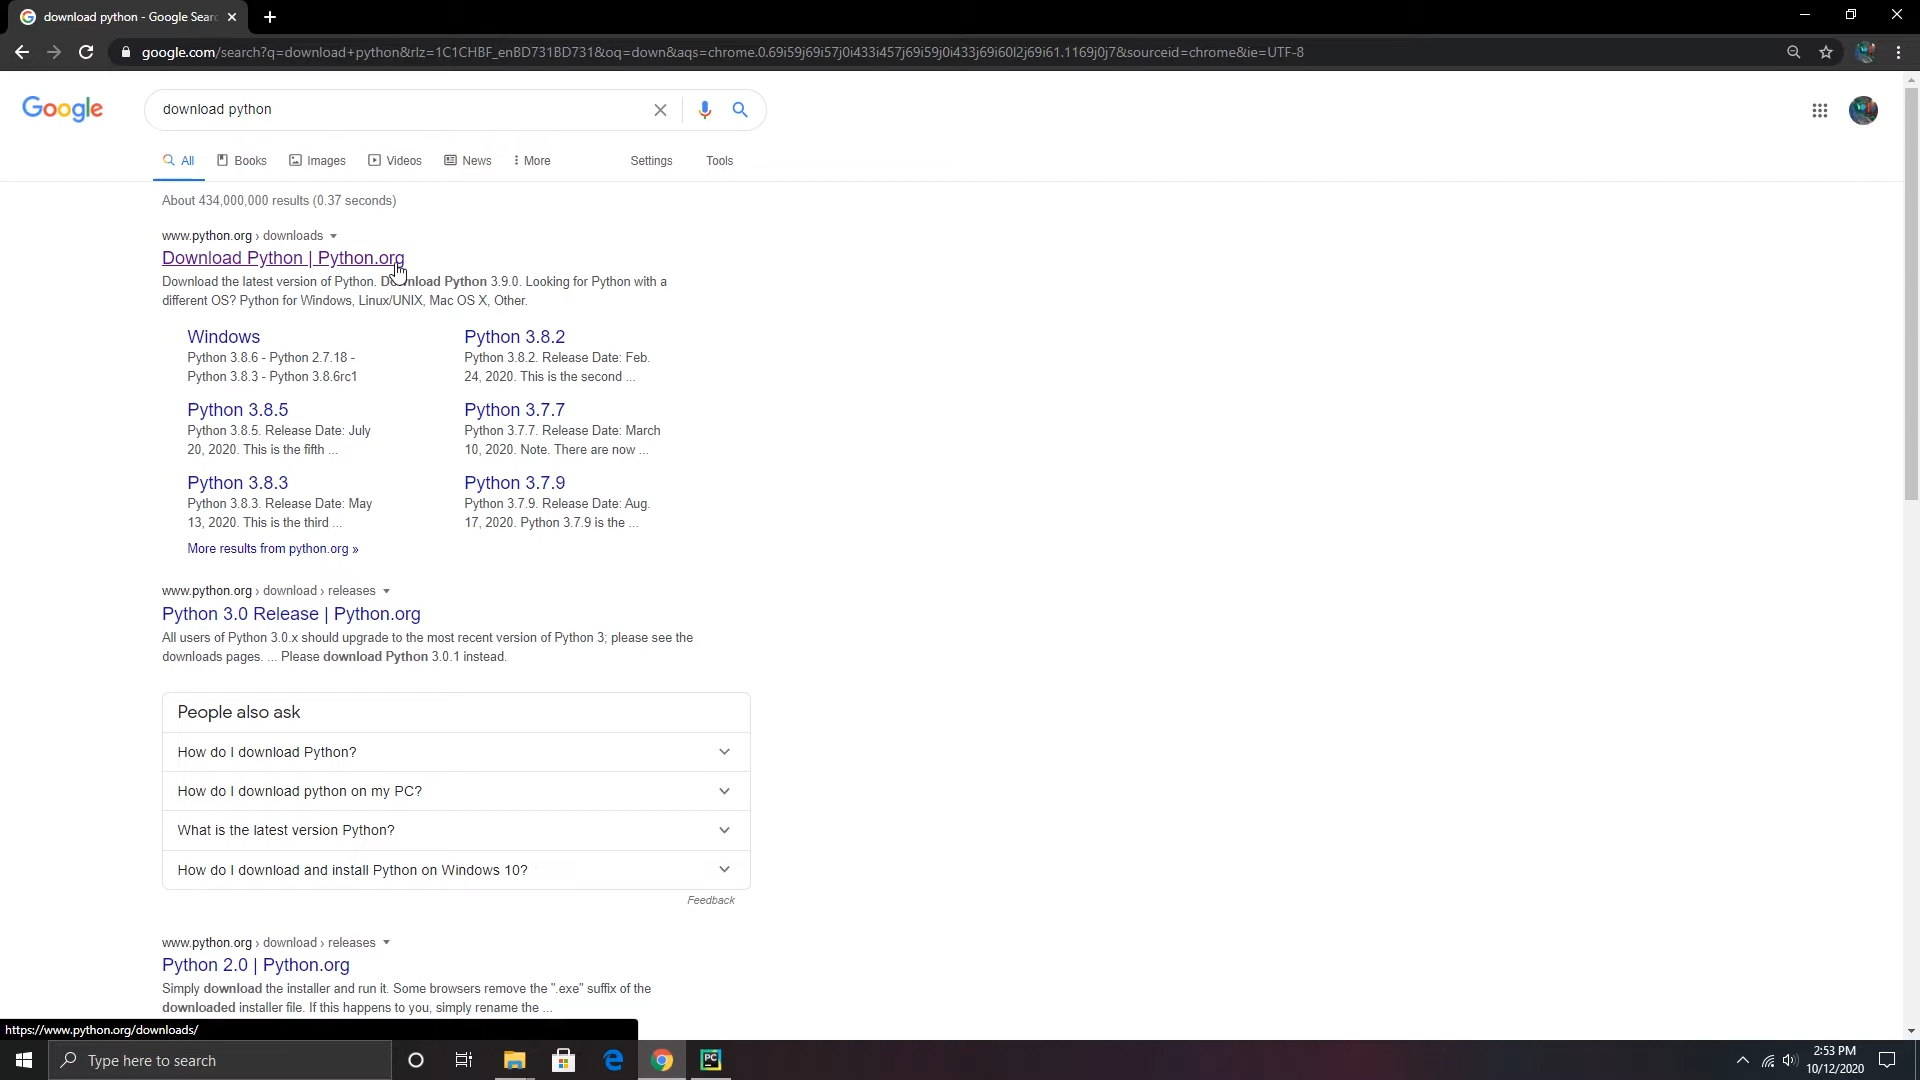 download python - Google Sear
google.com/search?q=download+python&rlz=1C1CHBF_enBD731BD731&oq=down&aqs=chrome.0.69i59j69i57j0i433i457j69i59j0i433j69i60l2j69i61.1169j0j7&sourceid=chrome&ie=UTF-8
Google
download python
All Books Images Videos News More Settings Tools
About 434,000,000 results (0.37 seconds)
www.python.org › downloads
Download Python | Python.org
Download the latest version of Python. Download Python 3.9.0. Looking for Python with a
different OS? Python for Windows, Linux/UNIX, Mac OS X, Other.
Windows
Python 3.8.6 - Python 2.7.18 -
Python 3.8.3 - Python 3.8.6rc1
Python 3.8.2
Python 3.8.2. Release Date: Feb.
24, 2020. This is the second ...
Python 3.8.5
Python 3.8.5. Release Date: July
20, 2020. This is the fifth ...
Python 3.7.7
Python 3.7.7. Release Date: March
10, 2020. Note. There are now ...
Python 3.8.3
Python 3.8.3. Release Date: May
13, 2020. This is the third ...
Python 3.7.9
Python 3.7.9. Release Date: Aug.
17, 2020. Python 3.7.9 is the ...
More results from python.org »
www.python.org › download › releases
Python 3.0 Release | Python.org
All users of Python 3.0.x should upgrade to the most recent version of Python 3; please see the
downloads pages. ... Please download Python 3.0.1 instead.
People also ask
How do I download Python?
How do I download python on my PC?
What is the latest version Python?
How do I download and install Python on Windows 10?
Feedback
www.python.org › download › releases
Python 2.0 | Python.org
Simply download the installer and run it. Some browsers remove the ".exe" suffix of the
downloaded installer file. If this happens to you, simply rename the ...
https://www.python.org/downloads/
Type here to search
PC
2:53 PM
10/12/2020